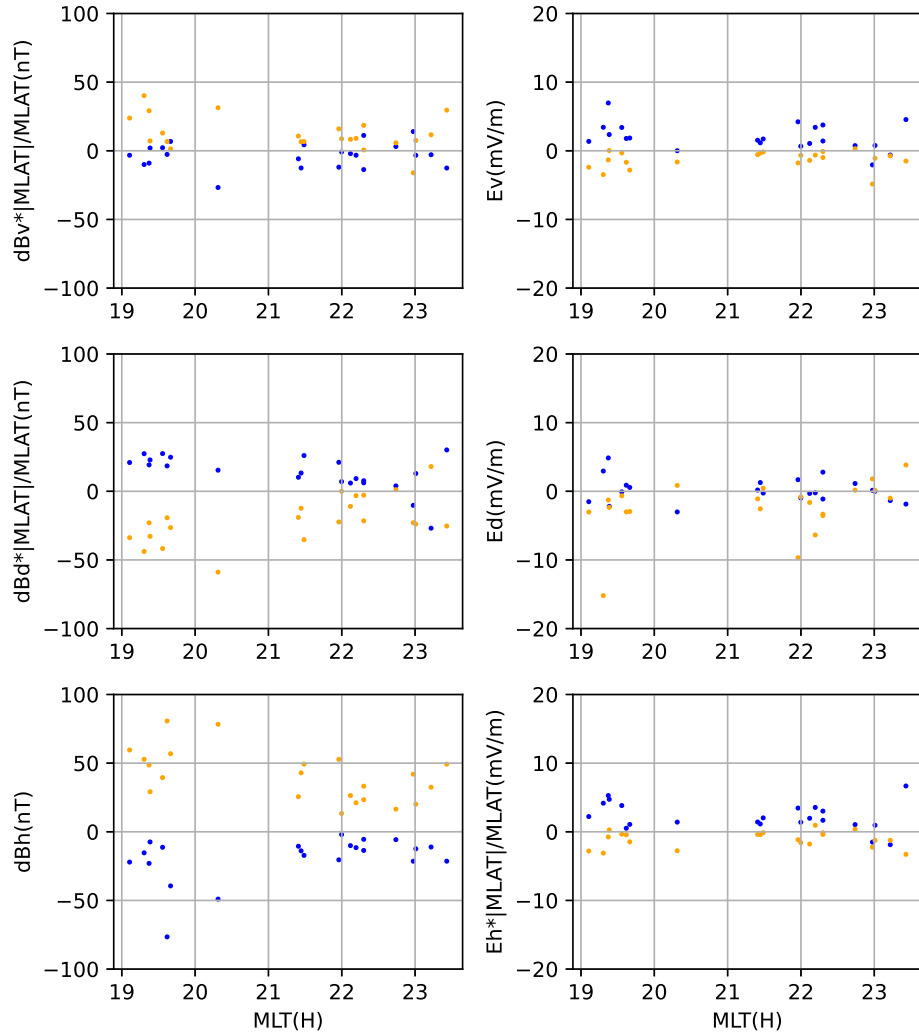 100
50
0
−50
−100
dBv*|MLAT|/MLAT(nT)
19 20 21 22 23
20
10
0
−10
−20
Ev(mV/m)
19 20 21 22 23
100
50
0
−50
−100
dBd*|MLAT|/MLAT(nT)
19 20 21 22 23
20
10
0
−10
−20
Ed(mV/m)
19 20 21 22 23
100
50
0
−50
−100
dBh(nT)
19 20 21 22 23
MLT(H)
20
10
0
−10
−20
Eh*|MLAT|/MLAT(mV/m)
19 20 21 22 23
MLT(H)